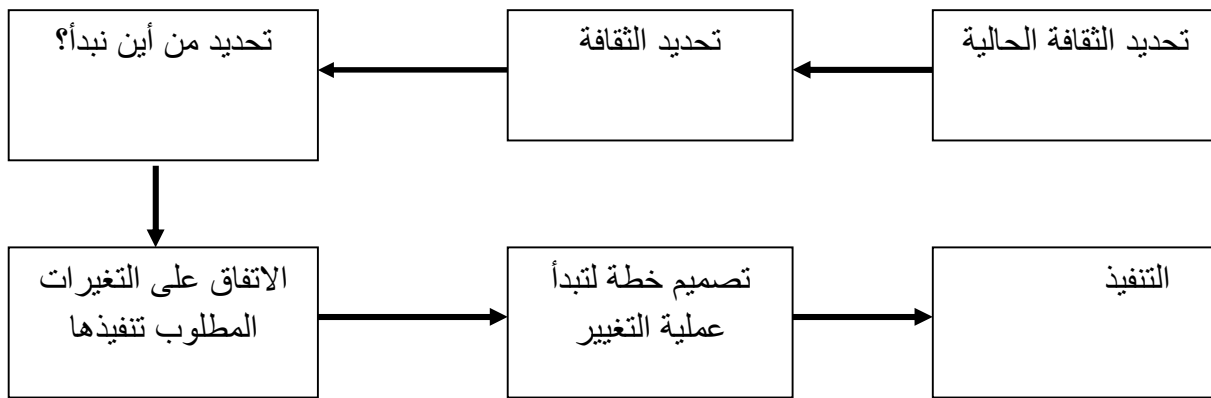 تحديد الثقافة الحالية
تحديد الثقافة
تحديد من أين نبدأ؟
الاتفاق على التغيرات
المطلوب تنفيذها
تصميم خطة لتبدأ
عملية التغيير
التنفيذ